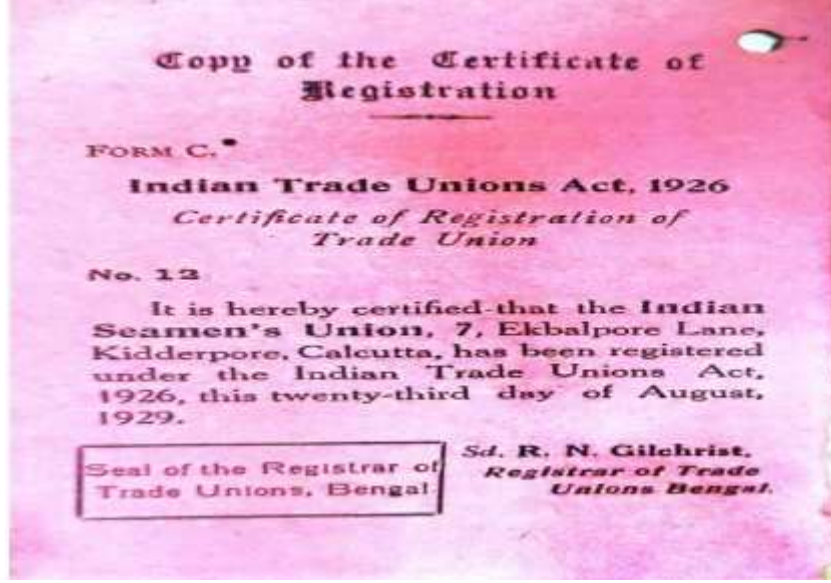 Copy of the Certificate of
Registration
FORM C.
Indian Trade Unions Act, 1926
Certificate of Registration of
Trade Union
No. 12
It is hereby certified that the Indian
Seamen's Union, 7, Ekbalpore Lane,
Kidderpore, Calcutta, has been registered
under the Indian Trade Unions Act,
1926, this twenty-third day of August,
1929.
Seal of the Registrar of
Trade Unions, Bengal
Sd. R. N. Gilchrist,
Registrar of Trade
Unions Bengal.